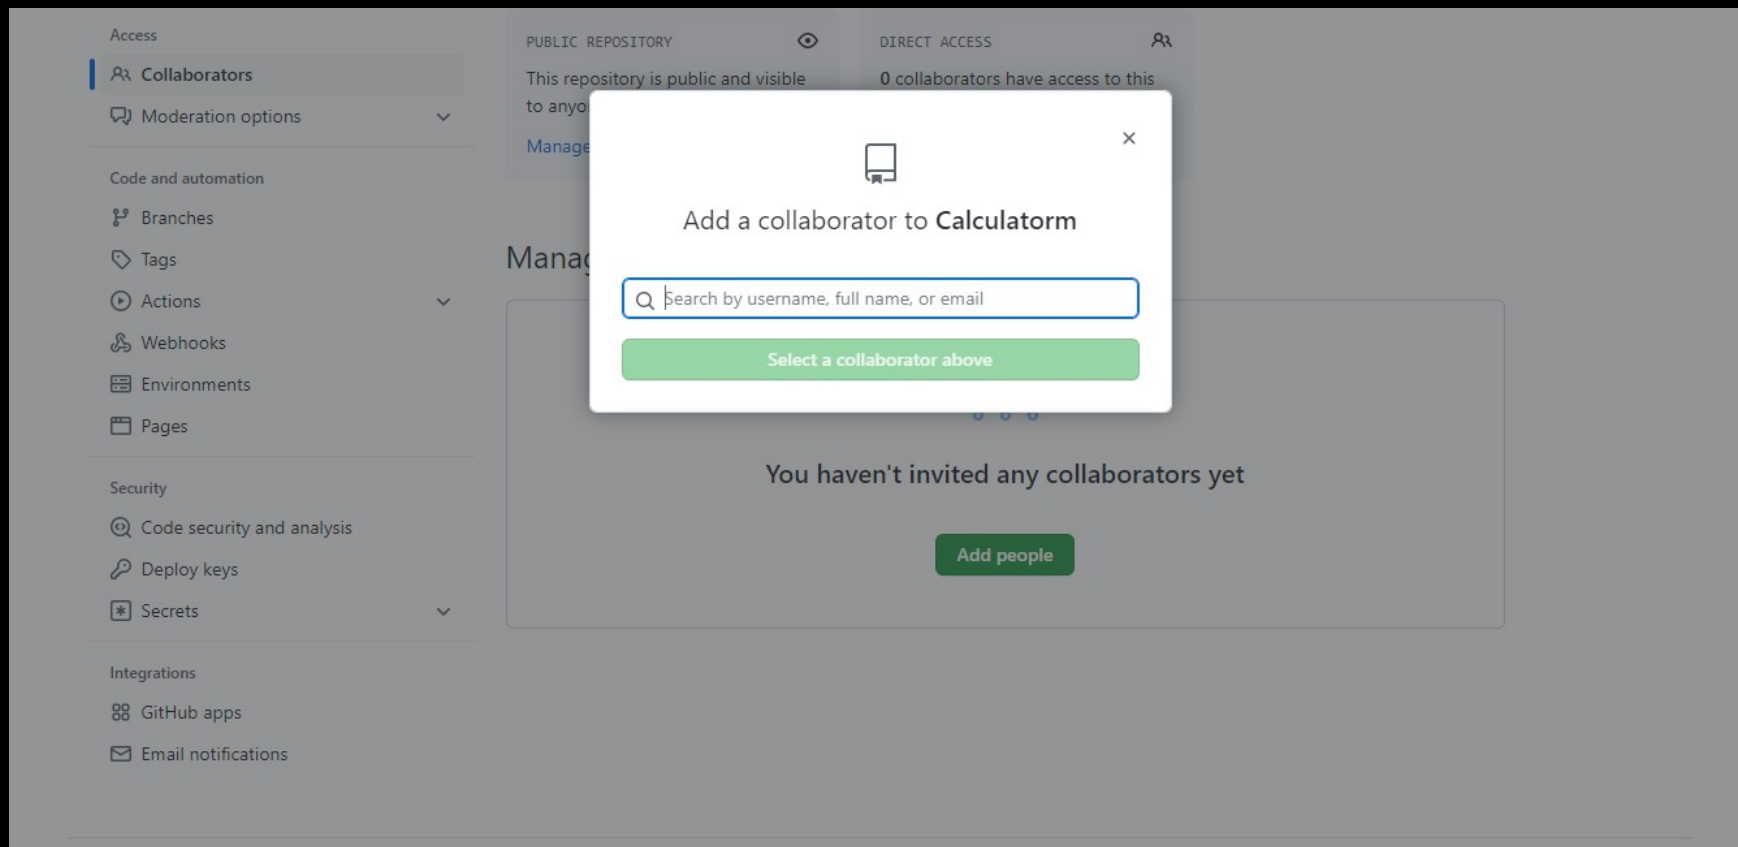 Access
Collaborators
Moderation options
Code and automation
Branches
Tags
Actions
Webhooks
Environments
Pages
Security
Code security and analysis
Deploy keys
Secrets
Integrations
GitHub apps
Email notifications
PUBLIC REPOSITORY
This repository is public and visible
to anyo
Manage
DIRECT ACCESS
0 collaborators have access to this
Manag
Add a collaborator to Calculatorm
Search by username, full name, or email
Select a collaborator above
You haven't invited any collaborators yet
Add people